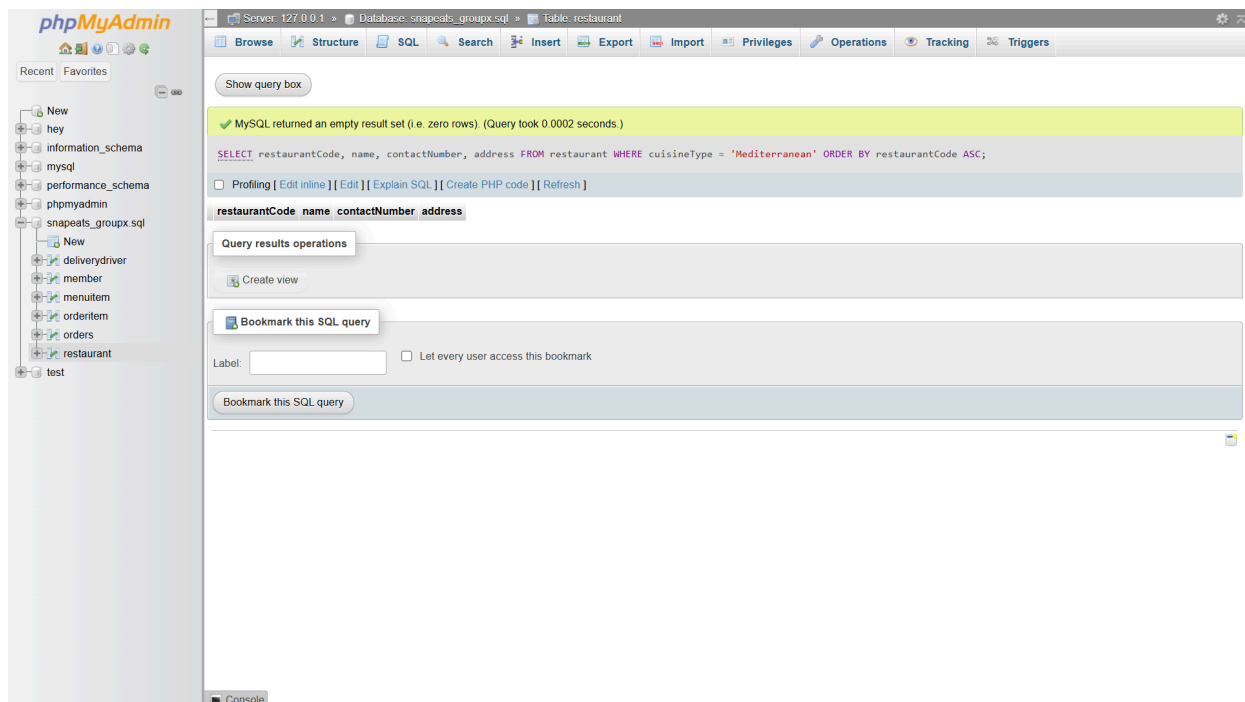 phpMyAdmin
Recent Favorites
New
hey
information_schema
mysql
performance_schema
phpmyadmin
snapeats_groupx.sql
New
deliverydriver
member
menuitem
orderitem
orders
restaurant
test
Server: 127.0.0.1 » Database: snapeats_groupx.sql » Table: restaurant
Browse Structure SQL Search Insert Export Import Privileges Operations Tracking Triggers
Show query box
MySQL returned an empty result set (i.e. zero rows). (Query took 0.0002 seconds.)
SELECT restaurantCode, name, contactNumber, address FROM restaurant WHERE cuisineType = 'Mediterranean' ORDER BY restaurantCode ASC;
Profiling [ Edit inline ] [ Edit ] [ Explain SQL ] [ Create PHP code ] [ Refresh ]
restaurantCode name contactNumber address
Query results operations
Create view
Bookmark this SQL query
Label: Let every user access this bookmark
Bookmark this SQL query
Console